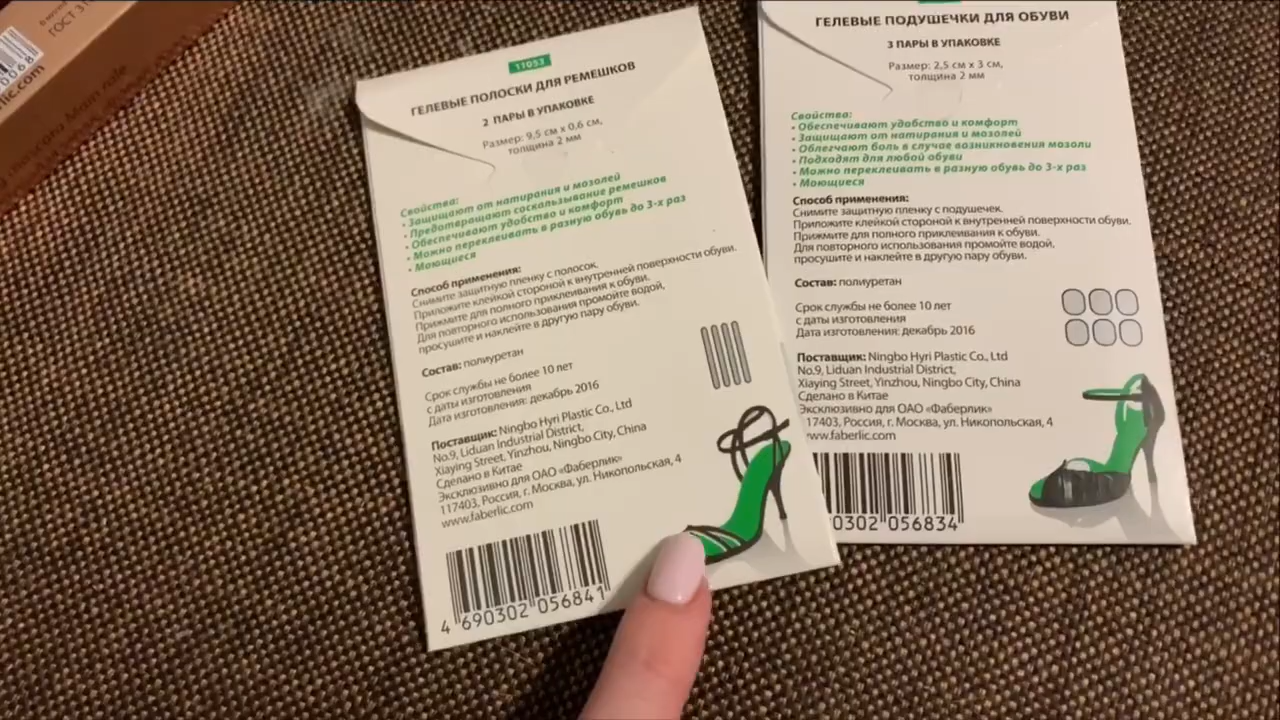 ГОСТ 31
11053
ГЕЛЕВЫЕ ПОЛОСКИ ДЛЯ РЕМЕШКОВ
2 ПАРЫ В УПАКОВКЕ
Размер: 9,5 см х 0,6 см,
толщина 2 мм
Свойства:
• Защищают от натирания и мозолей
• Предотвращают соскальзывание ремешков
• Обеспечивают удобство и комфорт
• Можно переклеивать в разную обувь до 3-х раз
• Моющиеся
Способ применения:
Снимите защитную пленку с полосок.
Приложите клейкой стороной к внутренней поверхности обуви.
Прижмите для полного приклеивания к обуви.
Для повторного использования промойте водой,
просушите и наклейте в другую пару обуви.
Состав: полиуретан
Срок службы не более 10 лет
с даты изготовления
Дата изготовления: декабрь 2016
Поставщик: Ningbo Hyri Plastic Co., Ltd
No.9, Liduan Industrial District,
Xiaying Street, Yinzhou, Ningbo City, China
Сделано в Китае
Эксклюзивно для ОАО «Фаберлик»
117403, Россия, г. Москва, ул. Никопольская, 4
www.faberlic.com
4 690302 056841
ГЕЛЕВЫЕ ПОДУШЕЧКИ ДЛЯ ОБУВИ
3 ПАРЫ В УПАКОВКЕ
Размер: 2,5 см х 3 см,
толщина 2 мм
Свойства:
• Обеспечивают удобство и комфорт
• Защищают от натирания и мозолей
• Облегчают боль в случае возникновения мозоли
• Подходят для любой обуви
• Можно переклеивать в разную обувь до 3-х раз
• Моющиеся
Способ применения:
Снимите защитную пленку с подушечек.
Приложите клейкой стороной к внутренней поверхности обуви.
Прижмите для полного приклеивания к обуви.
Для повторного использования промойте водой,
просушите и наклейте в другую пару обуви.
Состав: полиуретан
Срок службы не более 10 лет
с даты изготовления
Дата изготовления: декабрь 2016
Поставщик: Ningbo Hyri Plastic Co., Ltd
No.9, Liduan Industrial District,
Xiaying Street, Yinzhou, Ningbo City, China
Сделано в Китае
Эксклюзивно для ОАО «Фаберлик»
17403, Россия, г. Москва, ул. Никопольская, 4
www.faberlic.com
0302 056834